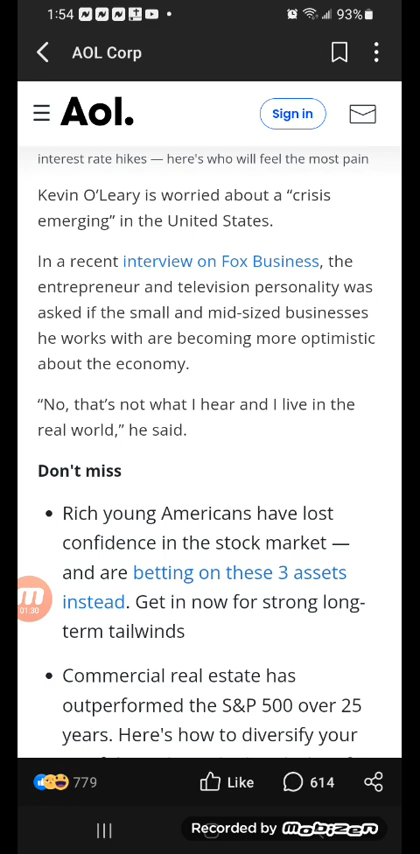 1:54
93%
AOL Corp
Aol.
Sign in
interest rate hikes — here's who will feel the most pain
Kevin O'Leary is worried about a “crisis
emerging” in the United States.
In a recent interview on Fox Business, the
entrepreneur and television personality was
asked if the small and mid-sized businesses
he works with are becoming more optimistic
about the economy.
“No, that’s not what I hear and I live in the
real world,” he said.
Don't miss
Rich young Americans have lost
confidence in the stock market —
and are betting on these 3 assets
instead. Get in now for strong long-
term tailwinds
01:30
Commercial real estate has
outperformed the S&P 500 over 25
years. Here's how to diversify your
779
Like
614
Recorded by mobizen